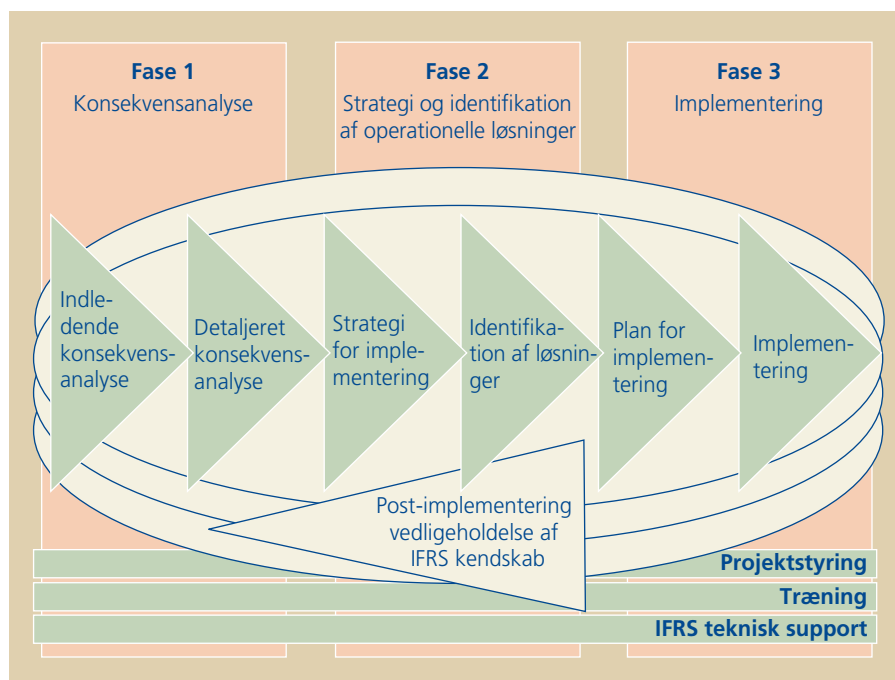 Fase 1
Konsekvensanalyse
Fase 2
Strategi og identifikation
af operationelle løsninger
Fase 3
Implementering
Indle-
dende
konsekvens-
analyse
Detaljeret
konsekvens-
analyse
Strategi
for imple-
mentering
Identifika-
tion af løsnin-
ger
Plan for
implemen-
tering
Implemen-
tering
Post-implementering
vedligeholdelse af
IFRS kendskab
Projektstyring
Træning
IFRS teknisk support